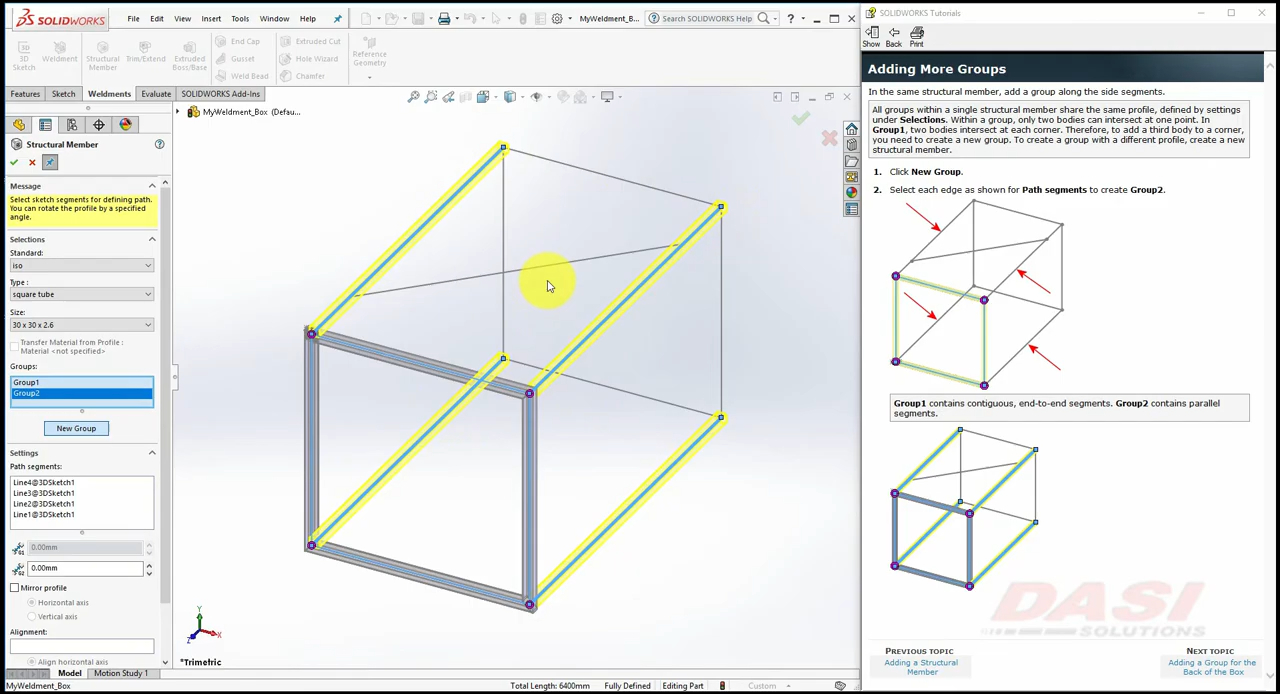 SOLIDWORKS
File Edit View Insert Tools Window Help
MyWeldment_B...
Search SOLIDWORKS Help
3D Sketch
Weldment
Structural Member
Trim/Extend
Extruded Boss/Base
End Cap
Gusset
Weld Bead
Extruded Cut
Hole Wizard
Chamfer
Reference Geometry
Features Sketch Weldments Evaluate SOLIDWORKS Add-Ins
MyWeldment_Box (Defau...
Structural Member
Message
Select sketch segments for defining path.
You can rotate the profile by a specified
angle.
Selections
Standard:
iso
Type :
square tube
Size:
30 x 30 x 2.6
Transfer Material from Profile :
Material <not specified>
Groups:
Group1
Group2
New Group
Settings
Path segments:
Line4@3DSketch1
Line3@3DSketch1
Line2@3DSketch1
Line1@3DSketch1
0.00mm
0.00mm
Mirror profile
Horizontal axis
Vertical axis
Alignment:
Align horizontal axis
Y
X
Z
*Trimetric
Model Motion Study 1
MyWeldment_Box
Total Length: 6400mm Fully Defined Editing Part Custom
SOLIDWORKS Tutorials
Show Back Print
Adding More Groups
In the same structural member, add a group along the side segments.
All groups within a single structural member share the same profile, defined by settings
under Selections. Within a group, only two bodies can intersect at one point. In
Group1, two bodies intersect at each corner. Therefore, to add a third body to a corner,
you need to create a new group. To create a group with a different profile, create a new
structural member.
1. Click New Group.
2. Select each edge as shown for Path segments to create Group2.
Group1 contains contiguous, end-to-end segments. Group2 contains parallel
segments.
DASI
SOLUTIONS
PREVIOUS TOPIC
Adding a Structural
Member
NEXT TOPIC
Adding a Group for the
Back of the Box